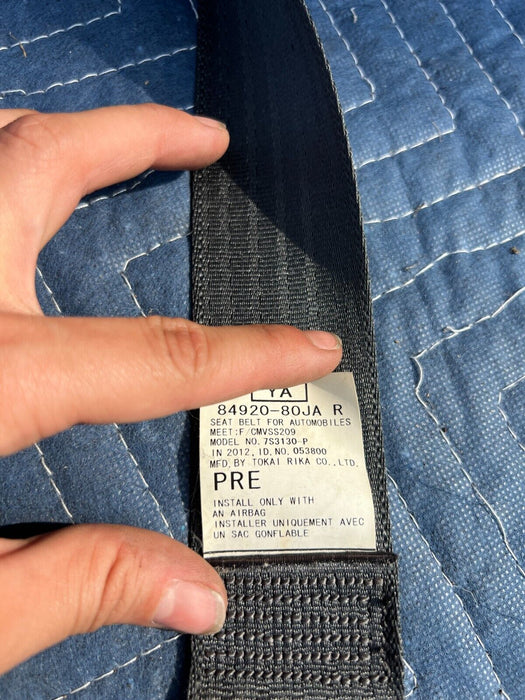 YA
84920-80JA R
SEAT BELT FOR AUTOMOBILES
MEET:F/CMVSS209
MODEL NO.7S3130-P
IN 2012,ID.NO.053800
MFD.BY TOKAI RIKA CO.,LTD.
PRE
INSTALL ONLY WITH
AN AIRBAG
INSTALLER UNIQUEMENT AVEC
UN SAC GONFLABLE